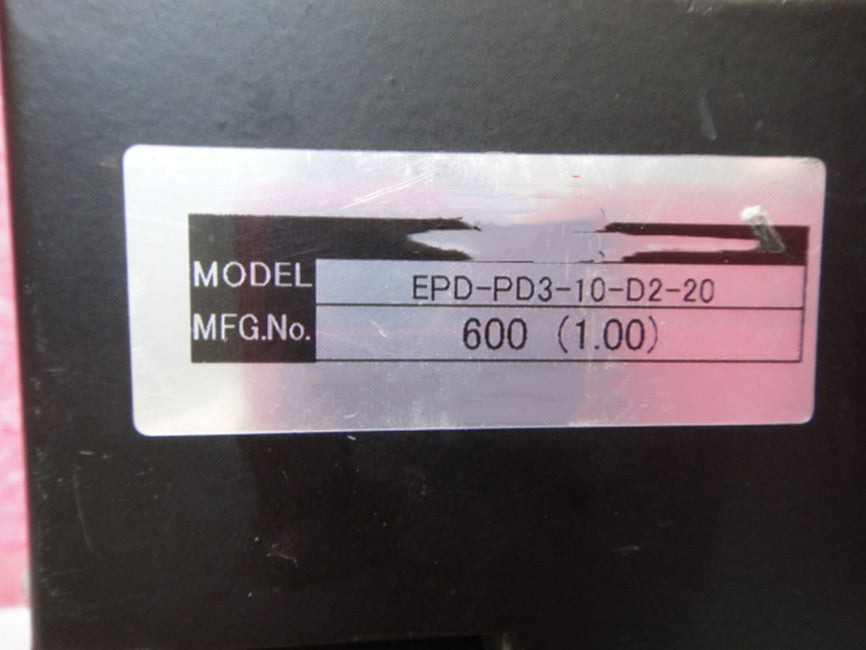 MODEL EPD-PD3-10-D2-20
MFG.No. 600 (1.00)